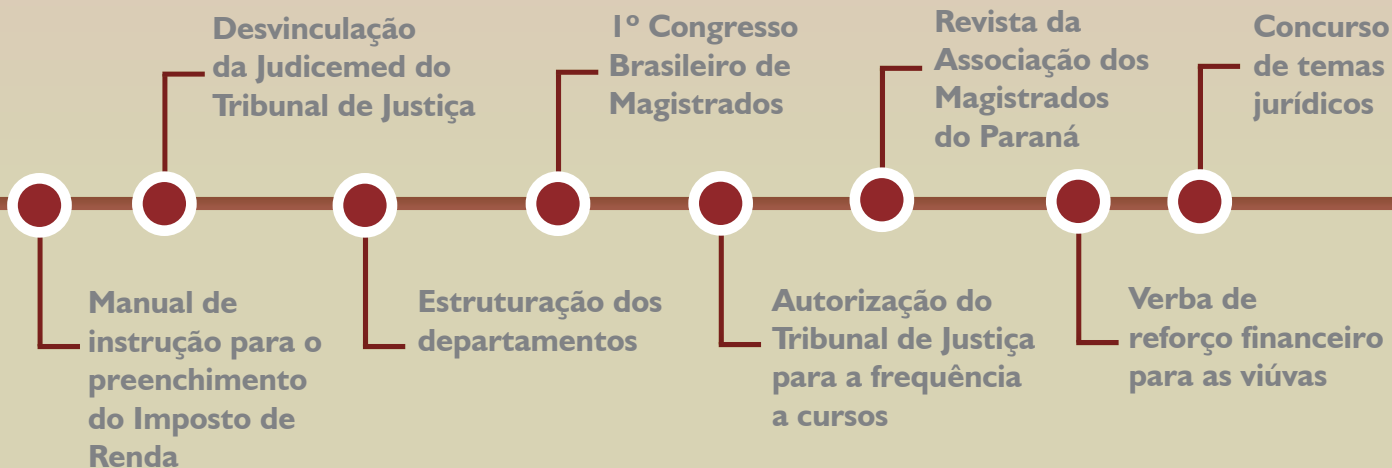 Desvinculação
da Judicemed do
Tribunal de Justiça
1º Congresso
Brasileiro de
Magistrados
Revista da
Associação dos
Magistrados
do Paraná
Concurso
de temas
jurídicos
Manual de
instrução para o
preenchimento
do Imposto de
Renda
Estruturação dos
departamentos
Autorização do
Tribunal de Justiça
para a frequência
a cursos
Verba de
reforço financeiro
para as viúvas